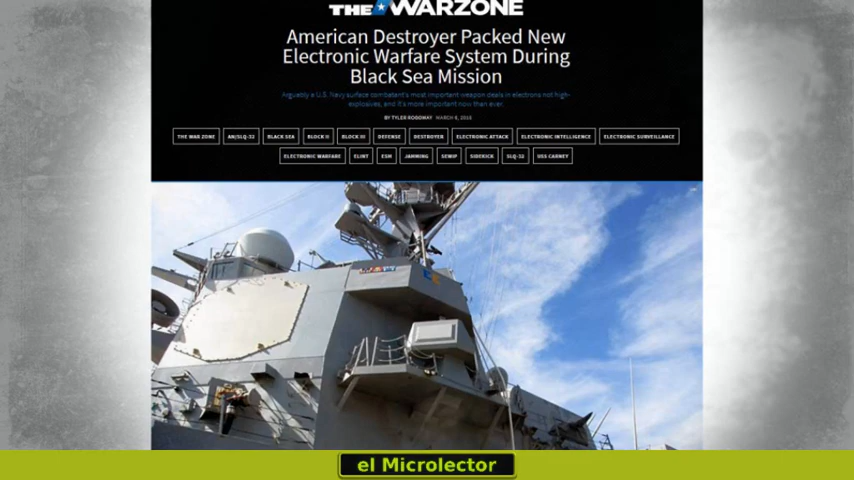 THE WARZONE
American Destroyer Packed New
Electronic Warfare System During
Black Sea Mission
Arguably a U.S. Navy surface combatant's most important weapon deals in electrons not high-
explosives, and it's more important now than ever.
BY TYLER ROGOWAY MARCH 6, 2018
THE WAR ZONE AN/SLQ-32 BLACK SEA BLOCK II BLOCK III DEFENSE DESTROYER ELECTRONIC ATTACK ELECTRONIC INTELLIGENCE ELECTRONIC SURVEILLANCE
ELECTRONIC WARFARE ELINT ESM JAMMING SEWIP SIDEKICK SLQ-32 USS CARNEY
el Microlector